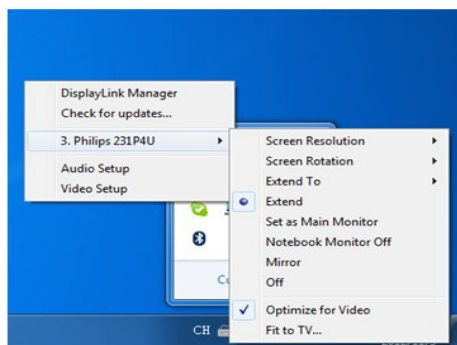 DisplayLink Manager
Check for updates...
3. Philips 231P4U
Audio Setup
Video Setup
Screen Resolution
Screen Rotation
Extend To
Extend
Set as Main Monitor
Notebook Monitor Off
Mirror
Off
Optimize for Video
Fit to TV...
CH